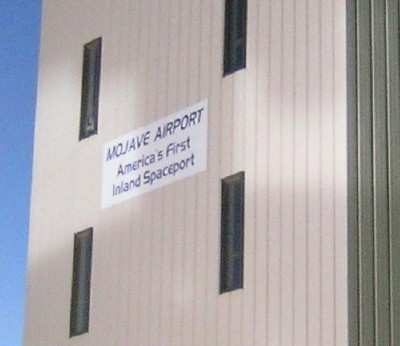 MOJAVE AIRPORT
America's First
Inland Spaceport